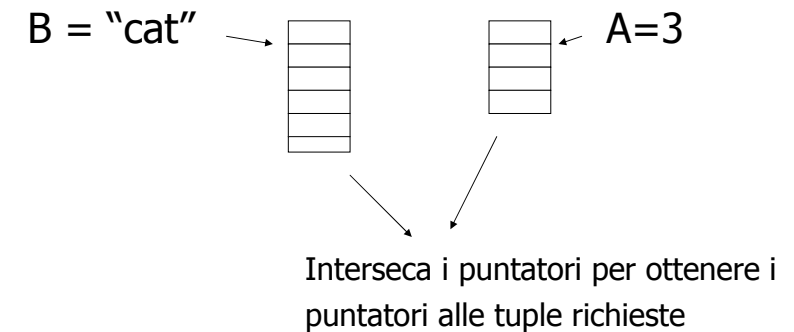 B = “cat”
A=3
Interseca i puntatori per ottenere i
puntatori alle tuple richieste